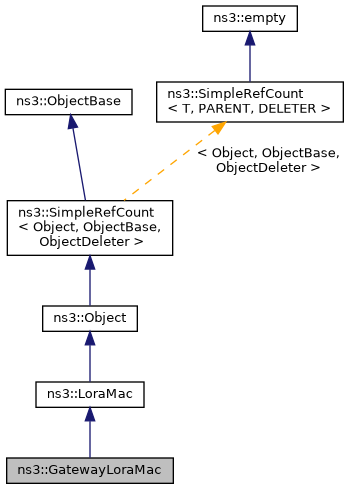 ns3::empty
ns3::ObjectBase
ns3::SimpleRefCount
< T, PARENT, DELETER >
< Object, ObjectBase,
ObjectDeleter >
ns3::SimpleRefCount
< Object, ObjectBase,
ObjectDeleter >
ns3::Object
ns3::LoraMac
ns3::GatewayLoraMac